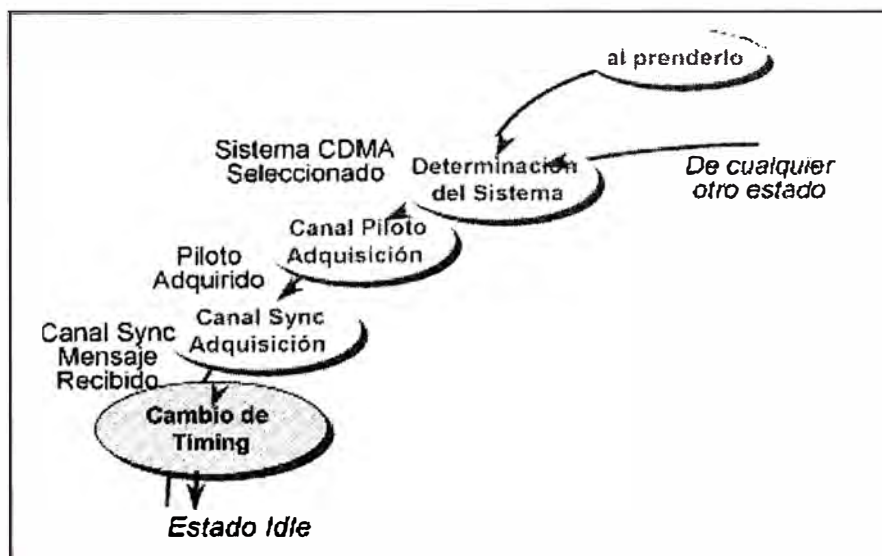 al prenderlo
Sistema CDMA
Seleccionado
Determinación
del Sistema
De cualquier
otro estado
Canal Piloto
Adquisición
Piloto
Adquirido
Canal Sync
Adquisición
Canal Sync
Mensaje
Recibido
Cambio de
Timing
Estado Idle